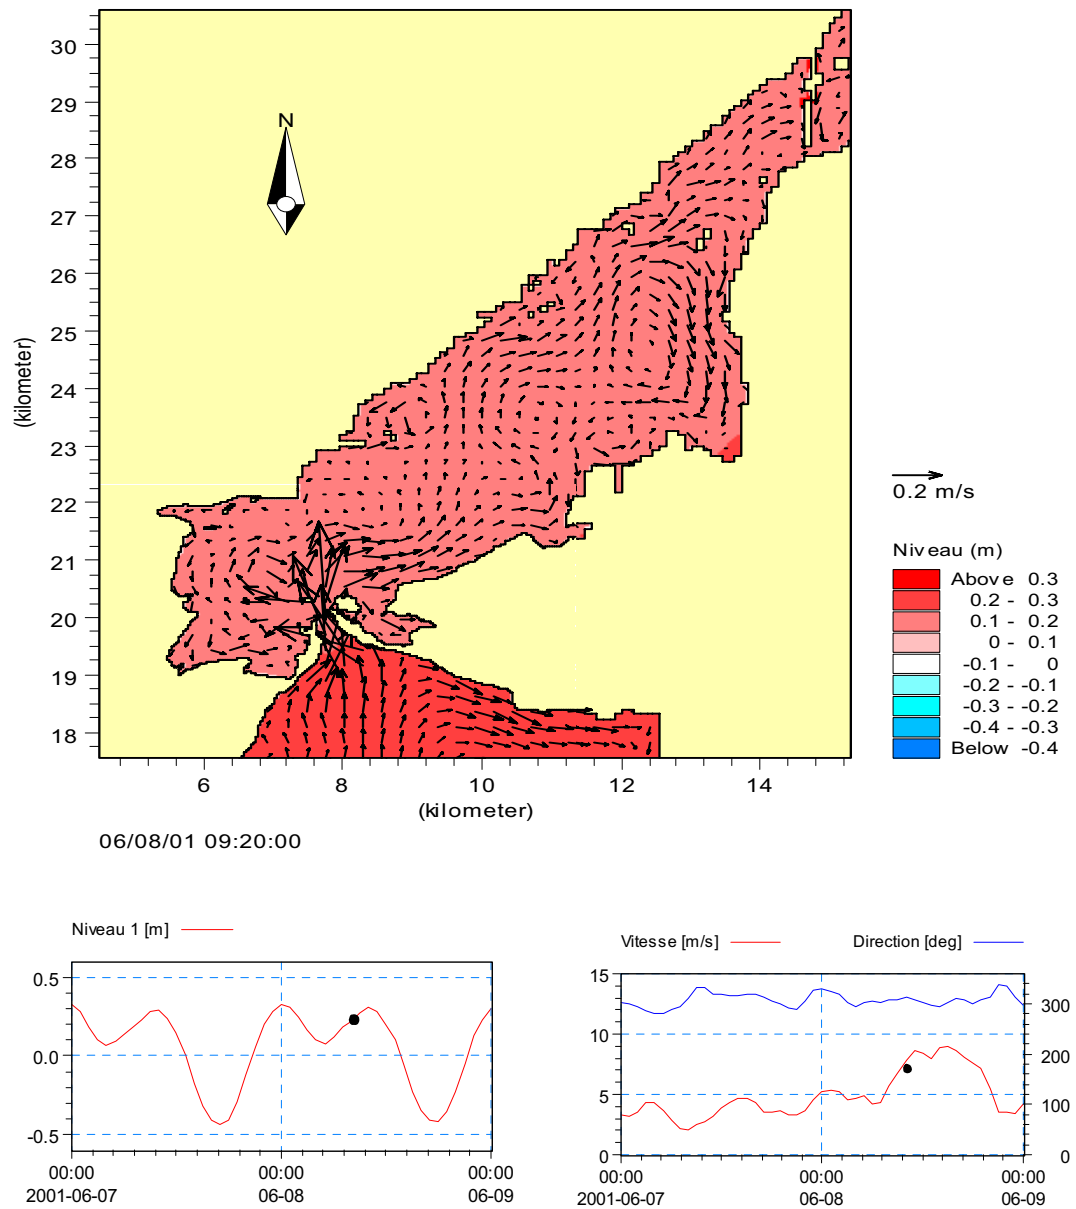 N
30
29
28
27
26
25
24
23
22
21
20
19
18
(kilometer)
6 8 10 12 14
(kilometer)
0.2 m/s
Niveau (m)
Above 0.3
0.2 - 0.3
0.1 - 0.2
0 - 0.1
-0.1 - 0
-0.2 - -0.1
-0.3 - -0.2
-0.4 - -0.3
Below -0.4
06/08/01 09:20:00
Niveau 1 [m]
0.5
0.0
-0.5
00:00 00:00 00:00
2001-06-07 06-08 06-09
Vitesse [m/s] Direction [deg]
15
10
5
0
300
200
100
0
00:00 00:00 00:00
2001-06-07 06-08 06-09